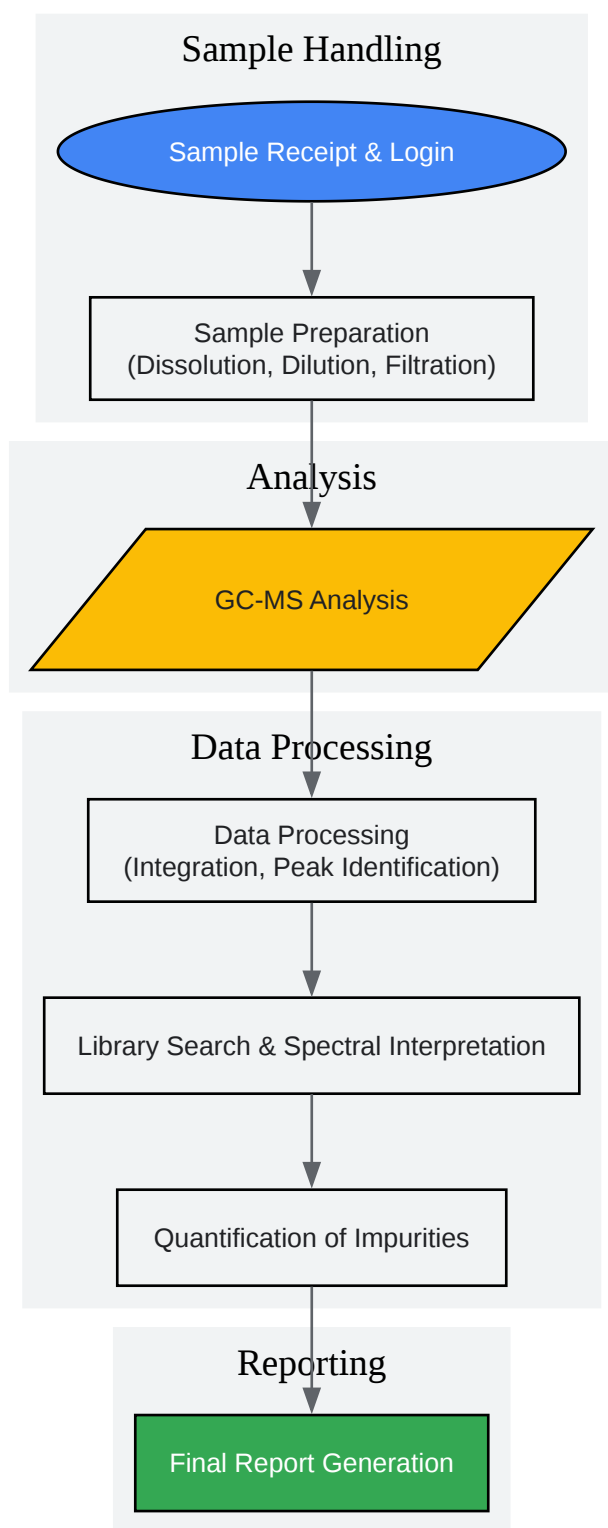 Sample Handling
Sample Receipt & Login
Sample Preparation
(Dissolution, Dilution, Filtration)
Analysis
GC-MS Analysis
Data Processing
Data Processing
(Integration, Peak Identification)
Library Search & Spectral Interpretation
Quantification of Impurities
Reporting
Final Report Generation